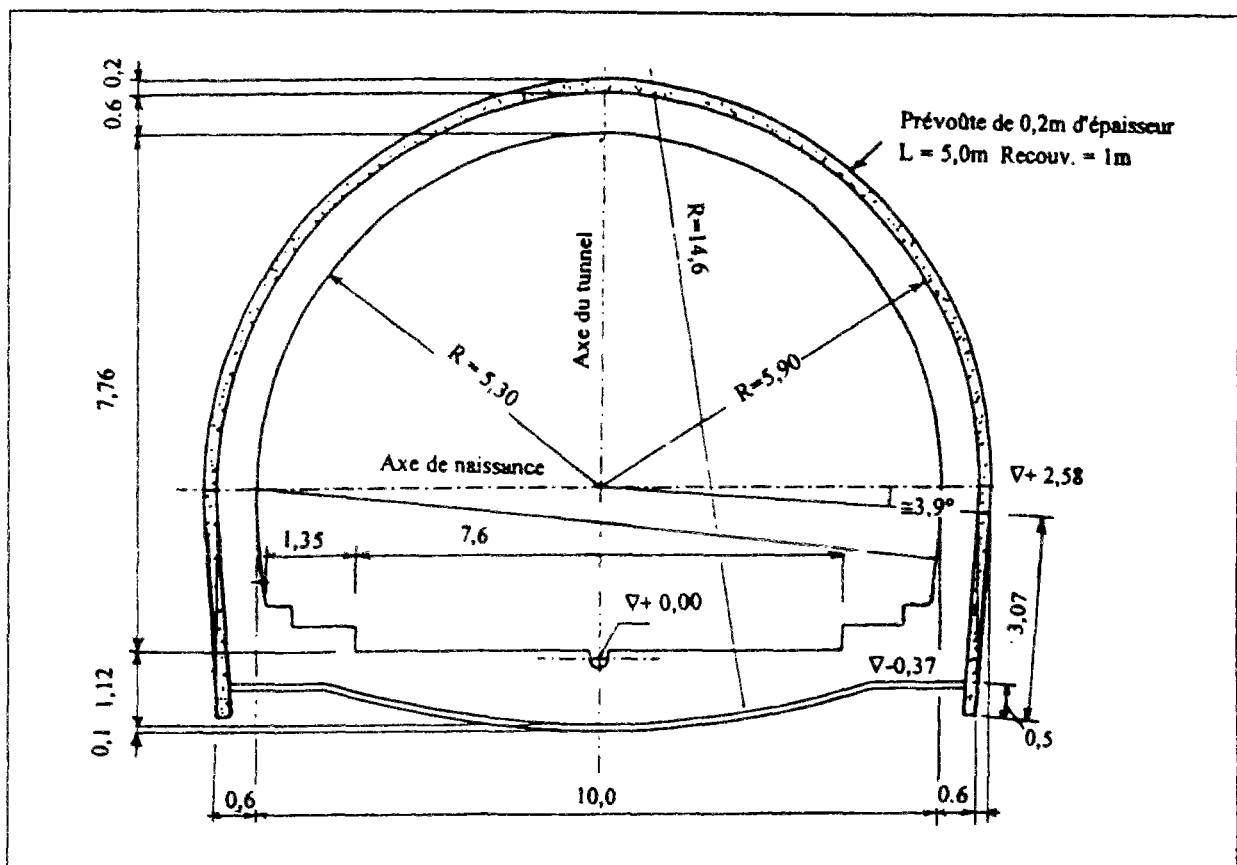 0,2
0.6
Prévoûte de 0,2m d'épaisseur
L = 5,0m Recouv. = 1m
7,76
Axe du tunnel
R=14,6
R = 5,30
R=5,90
Axe de naissance
∇+ 2,58
≅3,9°
1,35
7,6
∇+ 0,00
3,07
∇-0,37
1,12
0,1
0,5
0,6
10,0
0.6